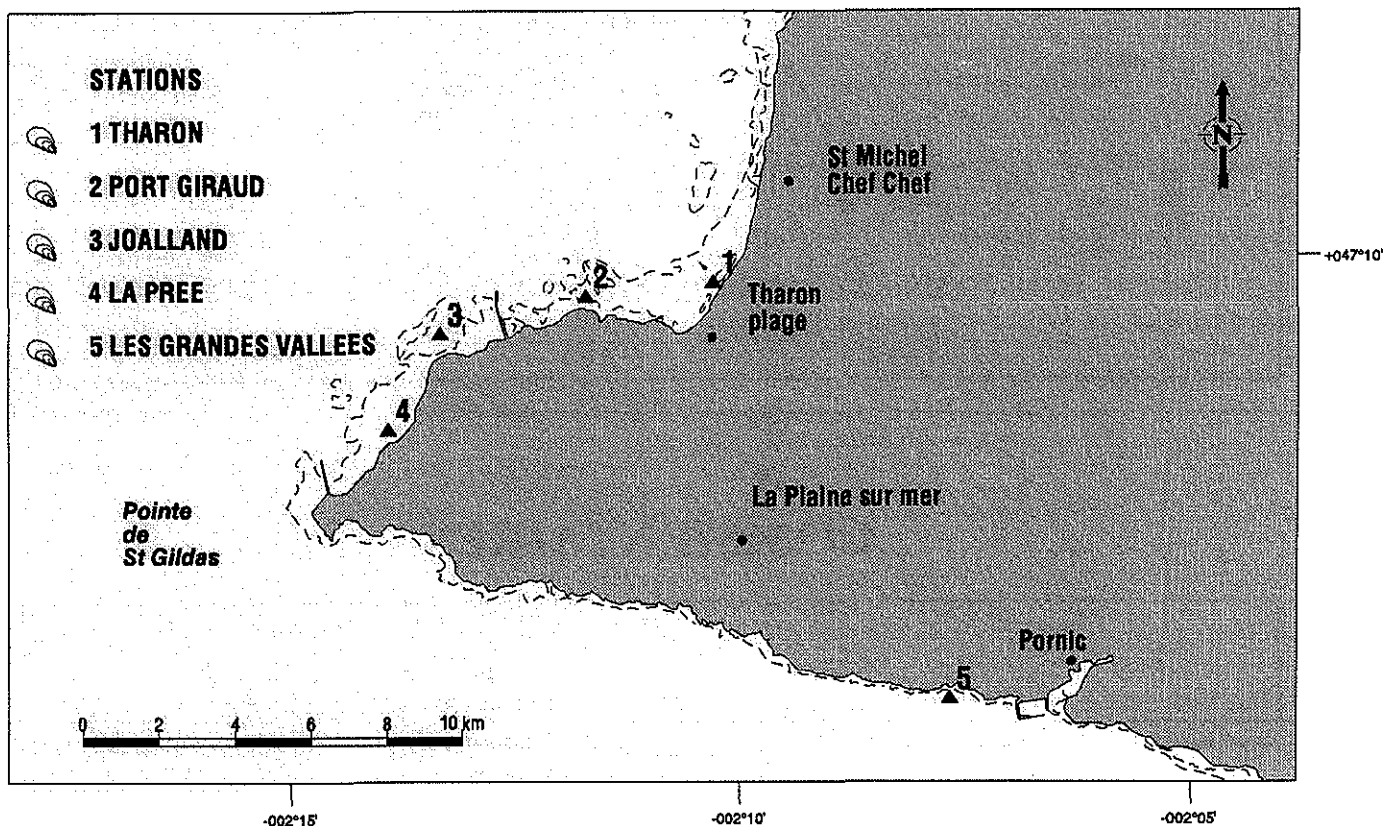 STATIONS
1 THARON
2 PORT GIRAUD
3 JOALLAND
4 LA PREE
5 LES GRANDES VALLEES
N
St Michel
Chef Chef
+047°10'
1
2
3
Tharon
plage
4
La Plaine sur mer
Pointe
de
St Gildas
Pornic
5
0 2 4 6 8 10 km
-002°15' -002°10' -002°05'